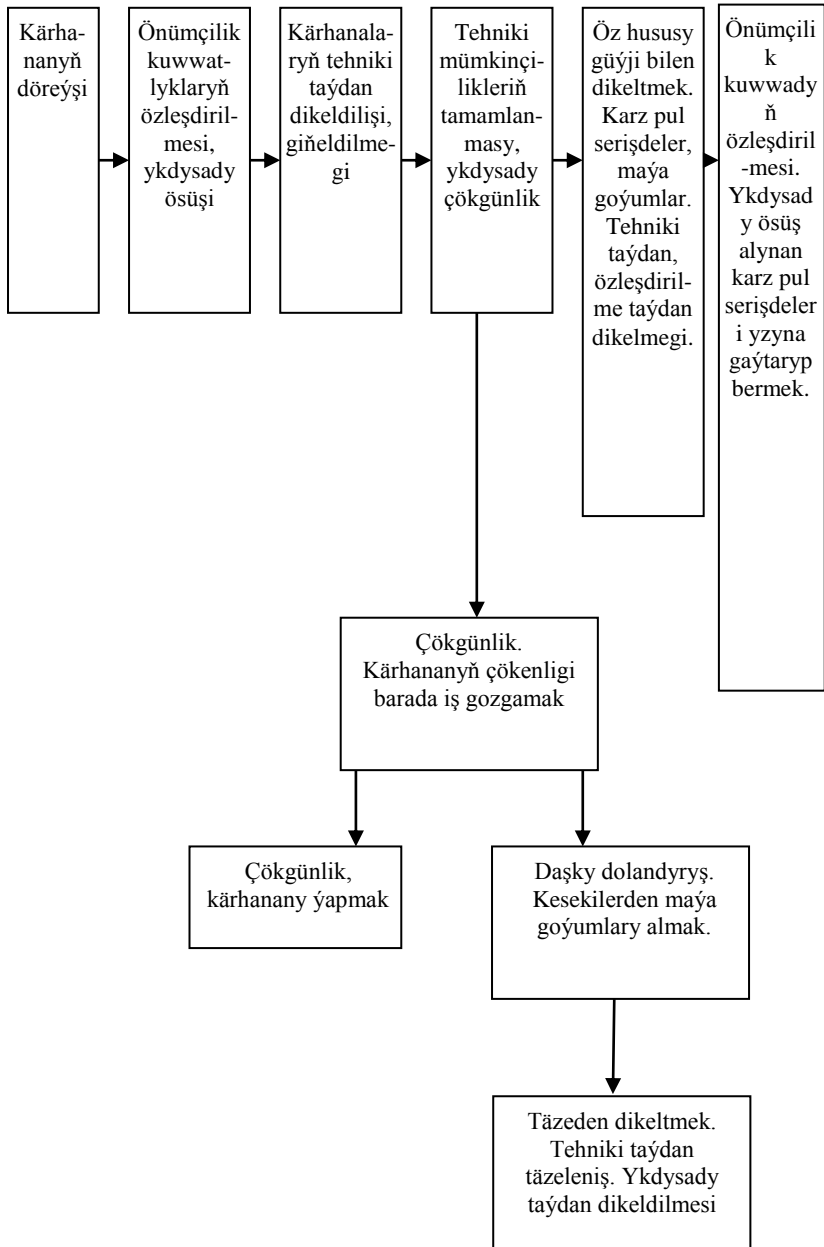 Kärha-
nanyň
döreýşi
Önümçilik
kuwwat-
lyklaryň
özleşdiril-
mesi,
ykdysady
ösüşi
Kärhanala-
ryň tehniki
taýdan
dikeldilişi,
giňeldilme-
gi
Tehniki
mümkinçi-
likleriň
tamamlan-
masy,
ykdysady
çökgünlik
Öz hususy
güýji bilen
dikeltmek.
Karz pul
serişdeler,
maýa
goýumlar.
Tehniki
taýdan,
özleşdiril-
me taýdan
dikelmegi.
Önümçili
k
kuwwady
ň
özleşdiril
-mesi.
Ykdysad
y ösüş
alynan
karz pul
serişdeler
i yzyna
gaýtaryp
bermek.
Çökgünlik.
Kärhananyň çökenligi
barada iş gozgamak
Çökgünlik,
kärhanany ýapmak
Daşky dolandyryş.
Kesekilerden maýa
goýumlary almak.
Täzeden dikeltmek.
Tehniki taýdan
täzeleniş. Ykdysady
taýdan dikeldilmesi